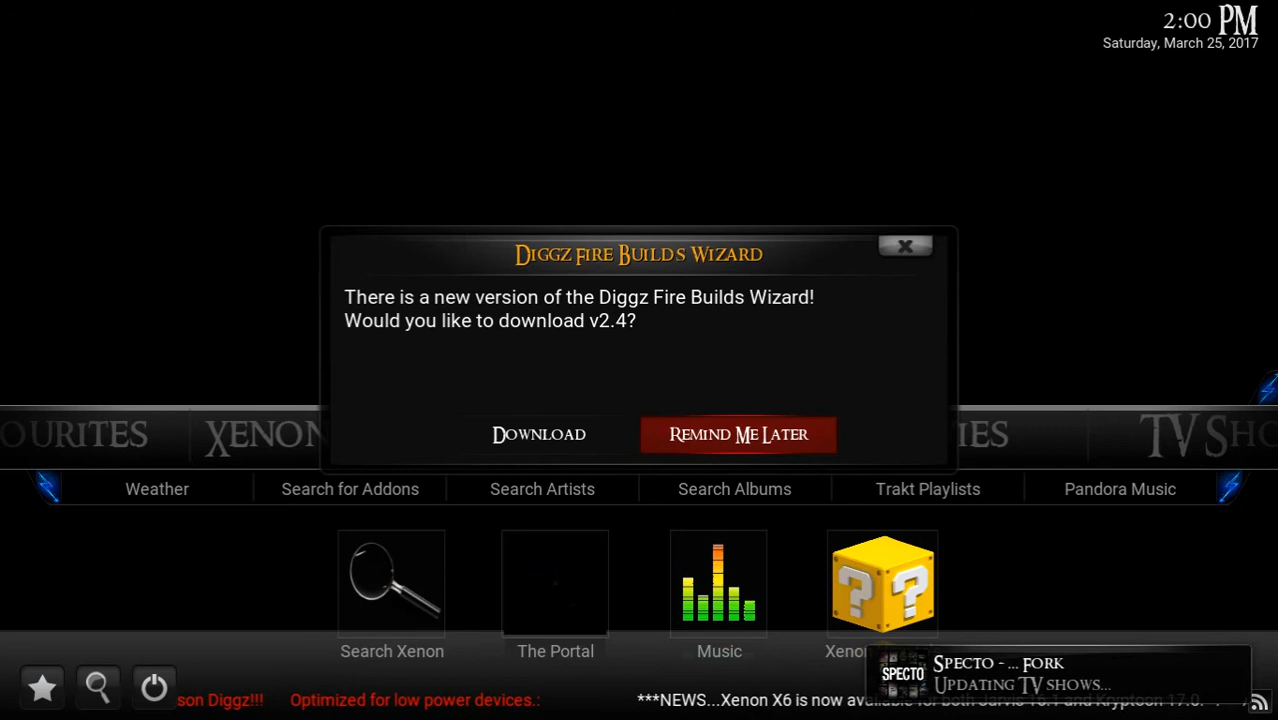 2:00 PM
Saturday, March 25, 2017
Diggz Fire Builds Wizard
X
There is a new version of the Diggz Fire Builds Wizard!
Would you like to download v2.4?
Download
Remind Me Later
OURITES
XENON
IES
TV SHO
Weather
Search for Addons
Search Artists
Search Albums
Trakt Playlists
Pandora Music
Search Xenon
The Portal
Music
Xenon
SPECTO
Specto - ... Fork
Updating TV shows...
son Diggz!!! Optimized for low power devices.: ***NEWS...Xenon X6 is now available for both Jarvis 16.1 and Kryptoon 17.0.